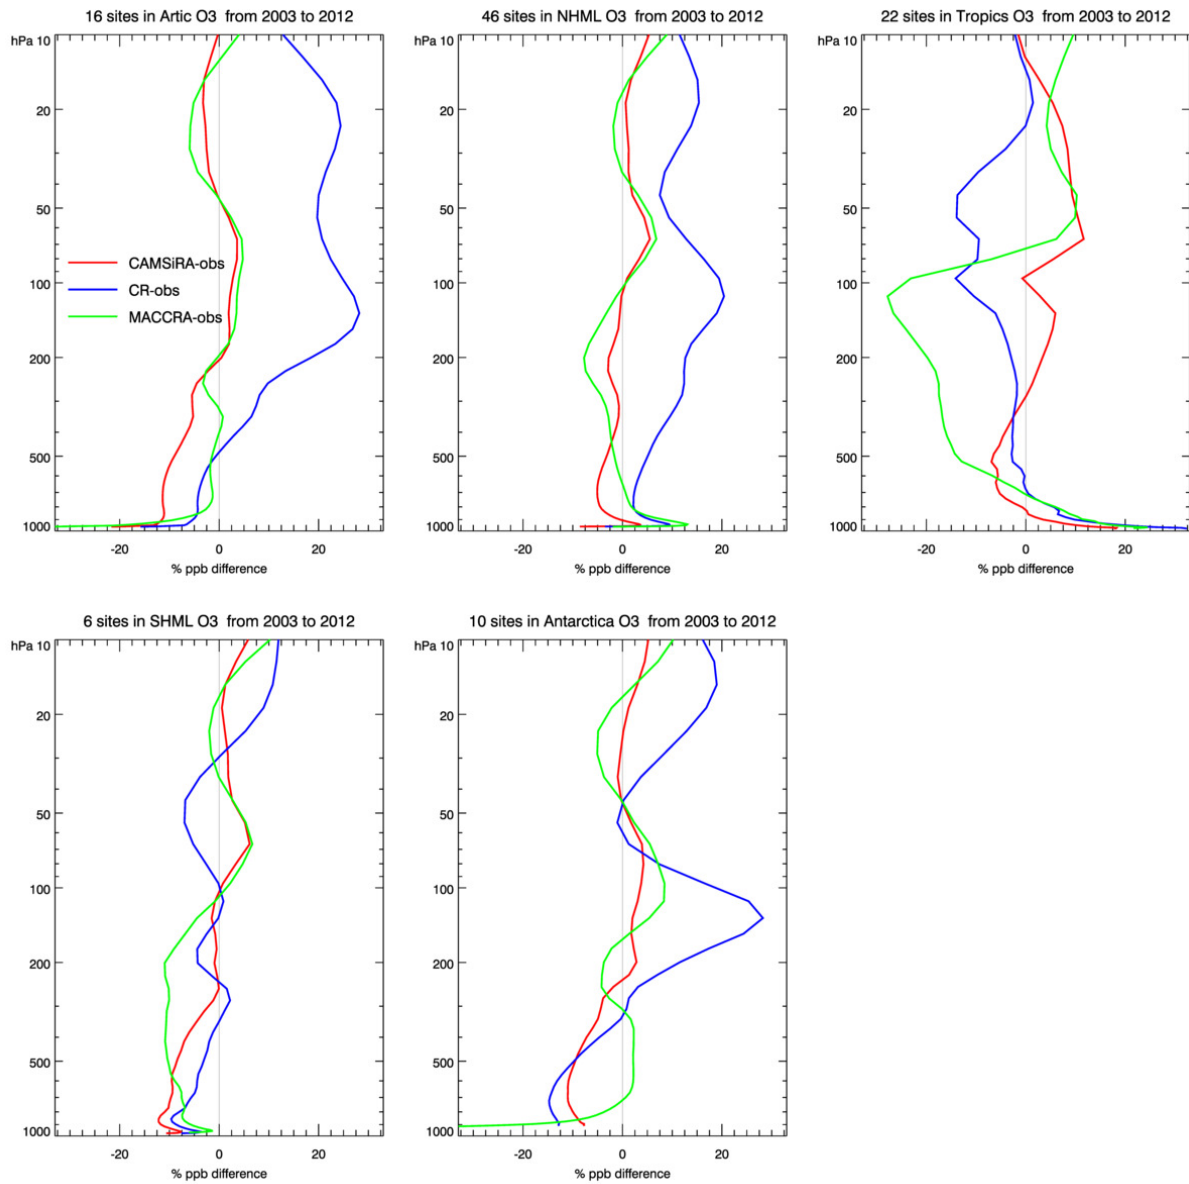 16 sites in Artic O3 from 2003 to 2012
hPa 10
20
50
100
200
500
1000
CAMSiRA-obs
CR-obs
MACCRA-obs
-20 0 20
% ppb difference
46 sites in NHML O3 from 2003 to 2012
hPa 10
20
50
100
200
500
1000
-20 0 20
% ppb difference
22 sites in Tropics O3 from 2003 to 2012
hPa 10
20
50
100
200
500
1000
-20 0 20
% ppb difference
6 sites in SHML O3 from 2003 to 2012
hPa 10
20
50
100
200
500
1000
-20 0 20
% ppb difference
10 sites in Antarctica O3 from 2003 to 2012
hPa 10
20
50
100
200
500
1000
-20 0 20
% ppb difference